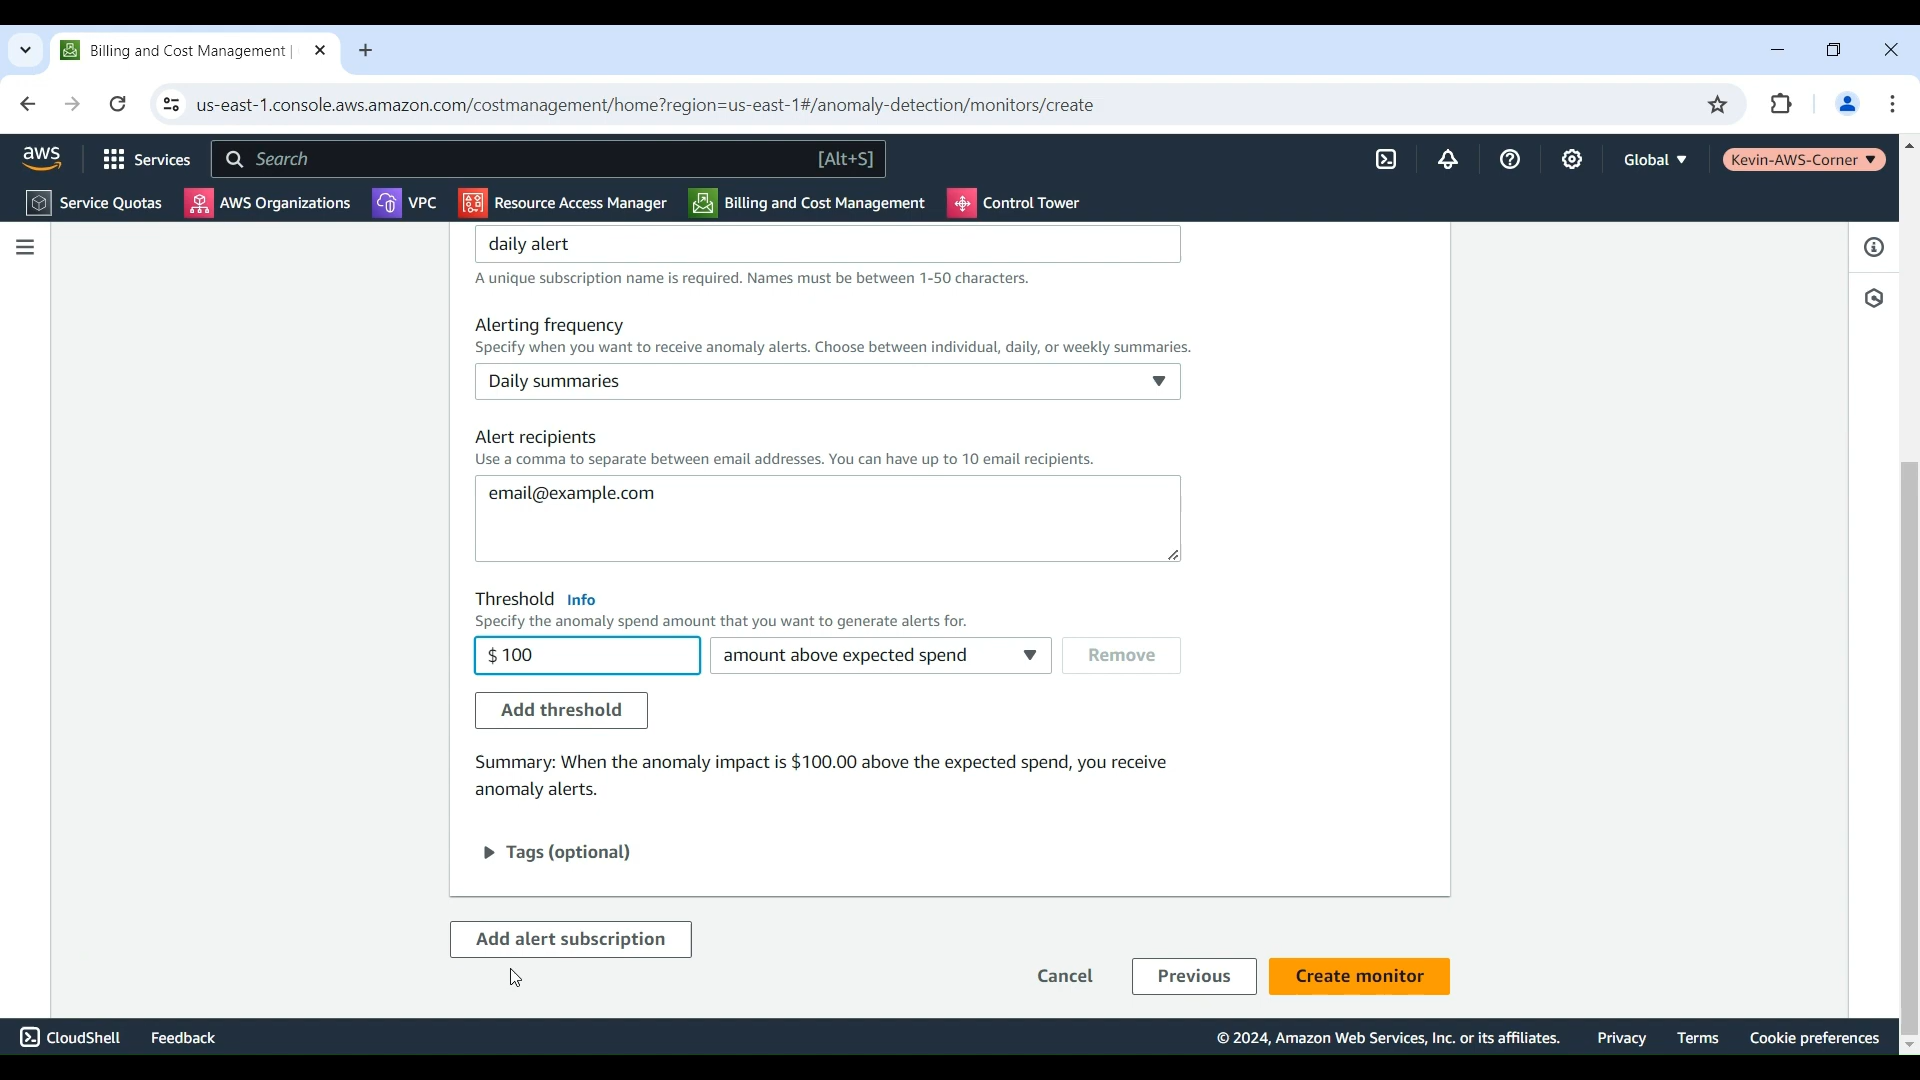 Billing and Cost Management |
us-east-1.console.aws.amazon.com/costmanagement/home?region=us-east-1#/anomaly-detection/monitors/create
aws Services Search [Alt+S] Global Kevin-AWS-Corner
Service Quotas AWS Organizations VPC Resource Access Manager Billing and Cost Management Control Tower
daily alert
A unique subscription name is required. Names must be between 1-50 characters.
Alerting frequency
Specify when you want to receive anomaly alerts. Choose between individual, daily, or weekly summaries.
Daily summaries
Alert recipients
Use a comma to separate between email addresses. You can have up to 10 email recipients.
email@example.com
Threshold Info
Specify the anomaly spend amount that you want to generate alerts for.
$ 100 amount above expected spend Remove
Add threshold
Summary: When the anomaly impact is $100.00 above the expected spend, you receive
anomaly alerts.
Tags (optional)
Add alert subscription
Cancel Previous Create monitor
CloudShell Feedback © 2024, Amazon Web Services, Inc. or its affiliates. Privacy Terms Cookie preferences